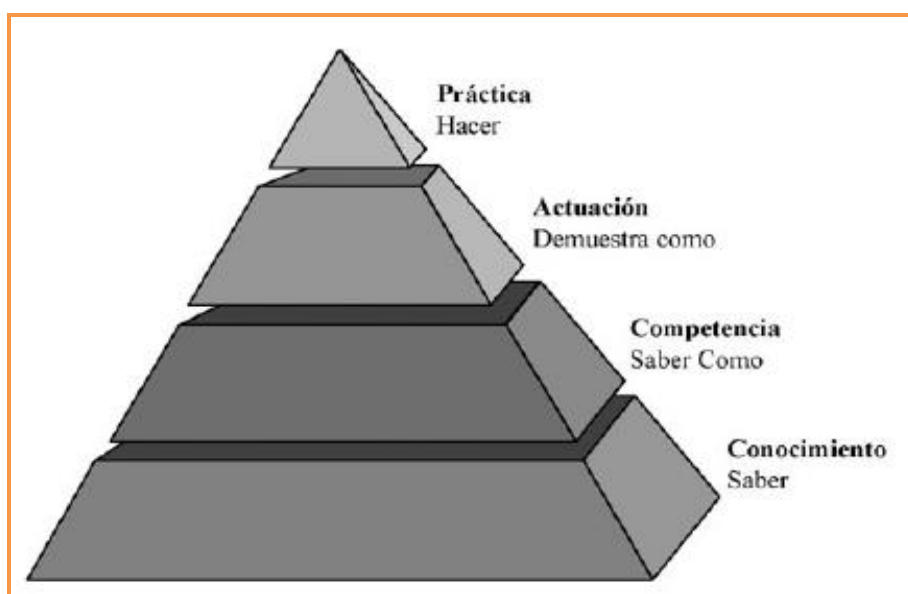 Práctica
Hacer
Actuación
Demuestra como
Competencia
Saber Como
Conocimiento
Saber